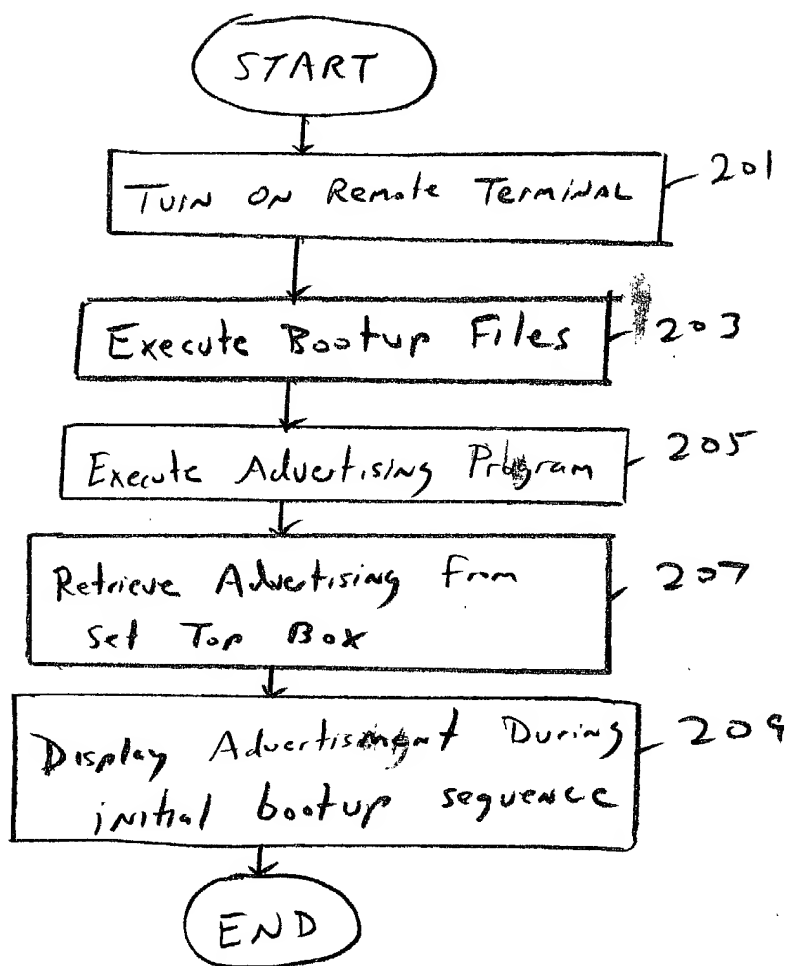 START
Turn on Remote Terminal
201
Execute Bootup Files
203
Execute Advertising Program
205
Retrieve Advertising From
Set Top Box
207
Display Advertisment During
initial bootup sequence
209
END